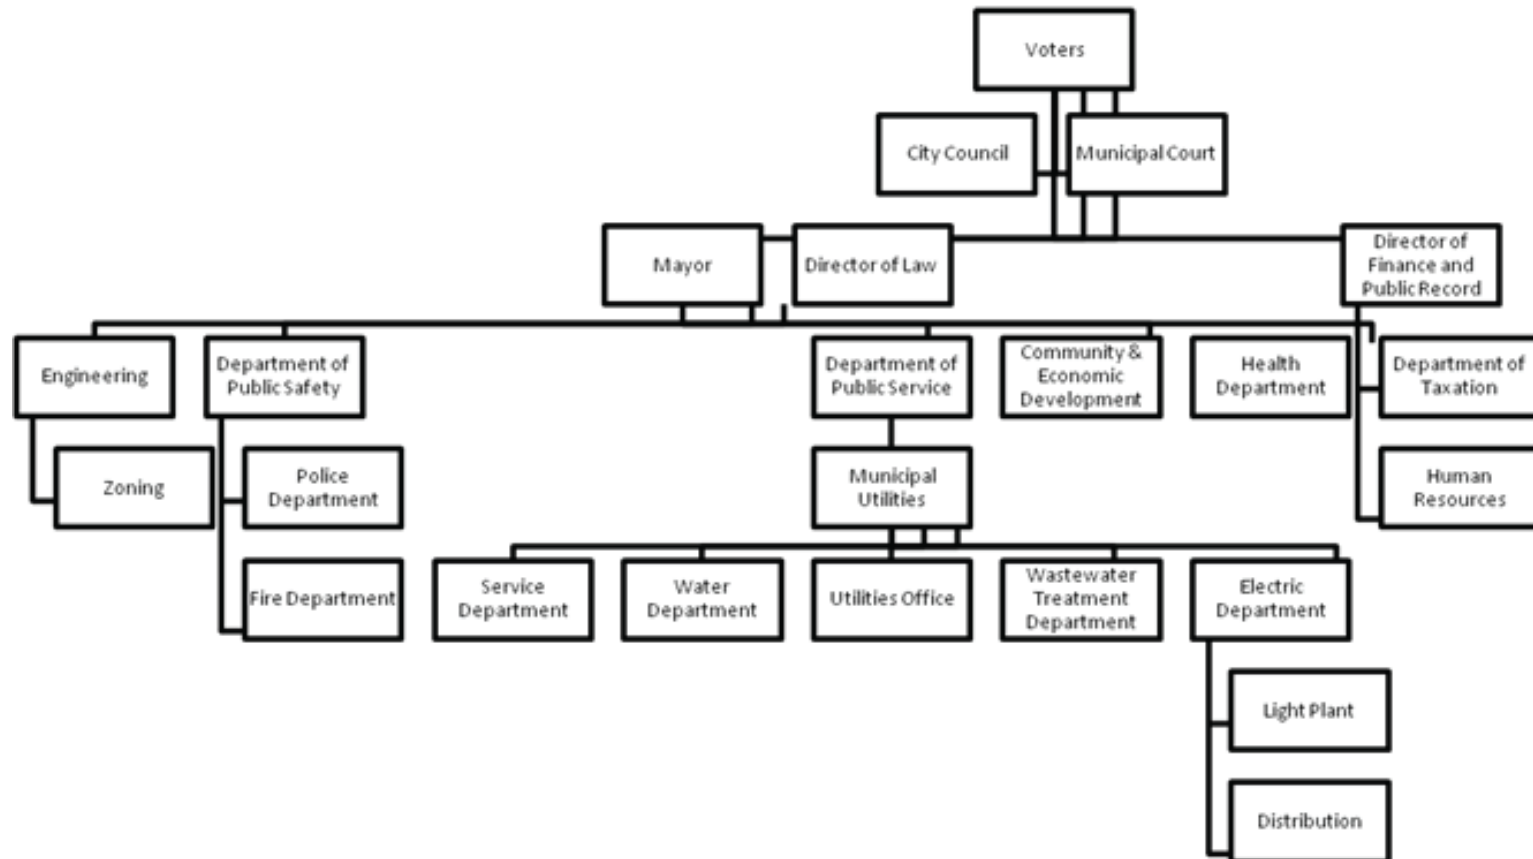 Voters
City Council
Municipal Court
Mayor
Director of Law
Director of
Finance and
Public Record
Engineering
Department of
Public Safety
Department of
Public Service
Community &
Economic
Development
Health
Department
Department of
Taxation
Zoning
Police
Department
Municipal
Utilities
Human
Resources
Fire Department
Service
Department
Water
Department
Utilities Office
Wastewater
Treatment
Department
Electric
Department
Light Plant
Distribution